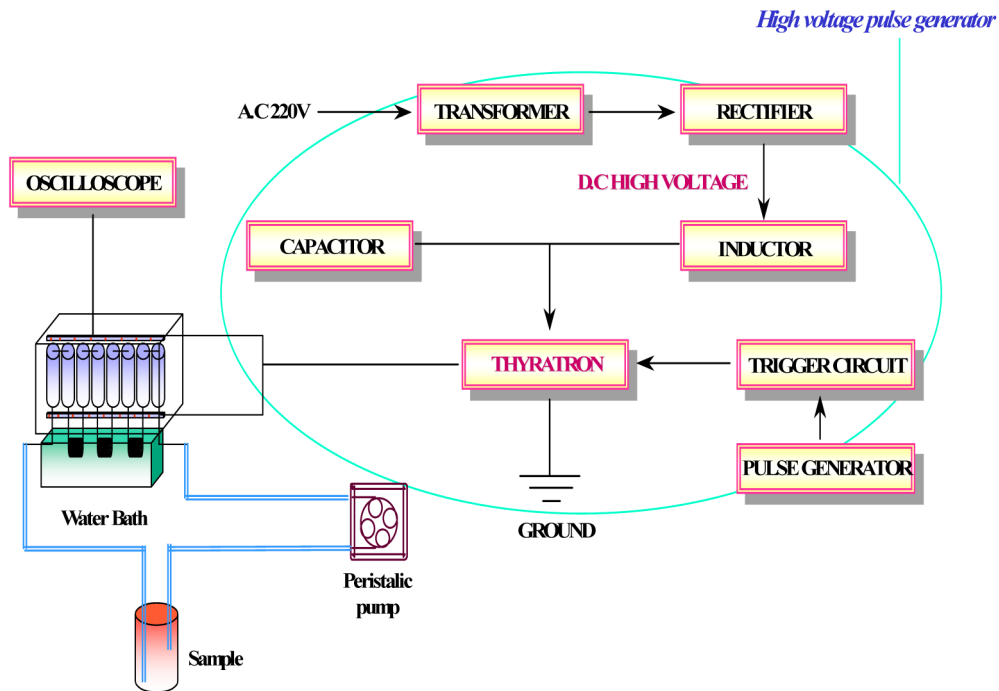 High voltage pulse generator
A.C 220V
TRANSFORMER
RECTIFIER
OSCILLOSCOPE
D.C HIGH VOLTAGE
CAPACITOR
INDUCTOR
THYRATRON
TRIGGER CIRCUIT
PULSE GENERATOR
Water Bath
GROUND
Peristalic
pump
Sample